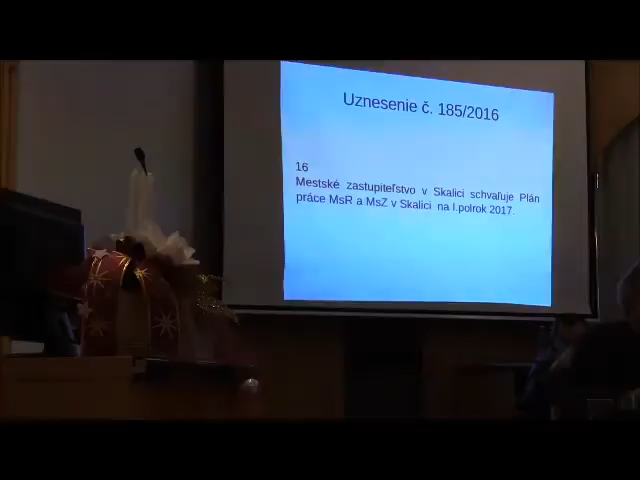 Uznesenie č. 185/2016
16
Mestské zastupiteľstvo v Skalici schvaľuje Plán
práce MsR a MsZ v Skalici na I.polrok 2017.